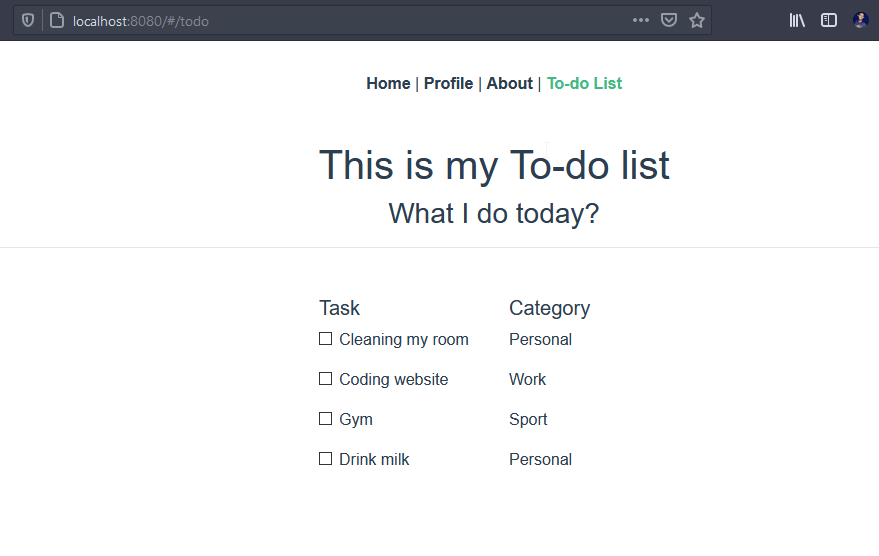 localhost:8080/#/todo
Home | Profile | About | To-do List
This is my To-do list
What I do today?
Task Category
Cleaning my room Personal
Coding website Work
Gym Sport
Drink milk Personal